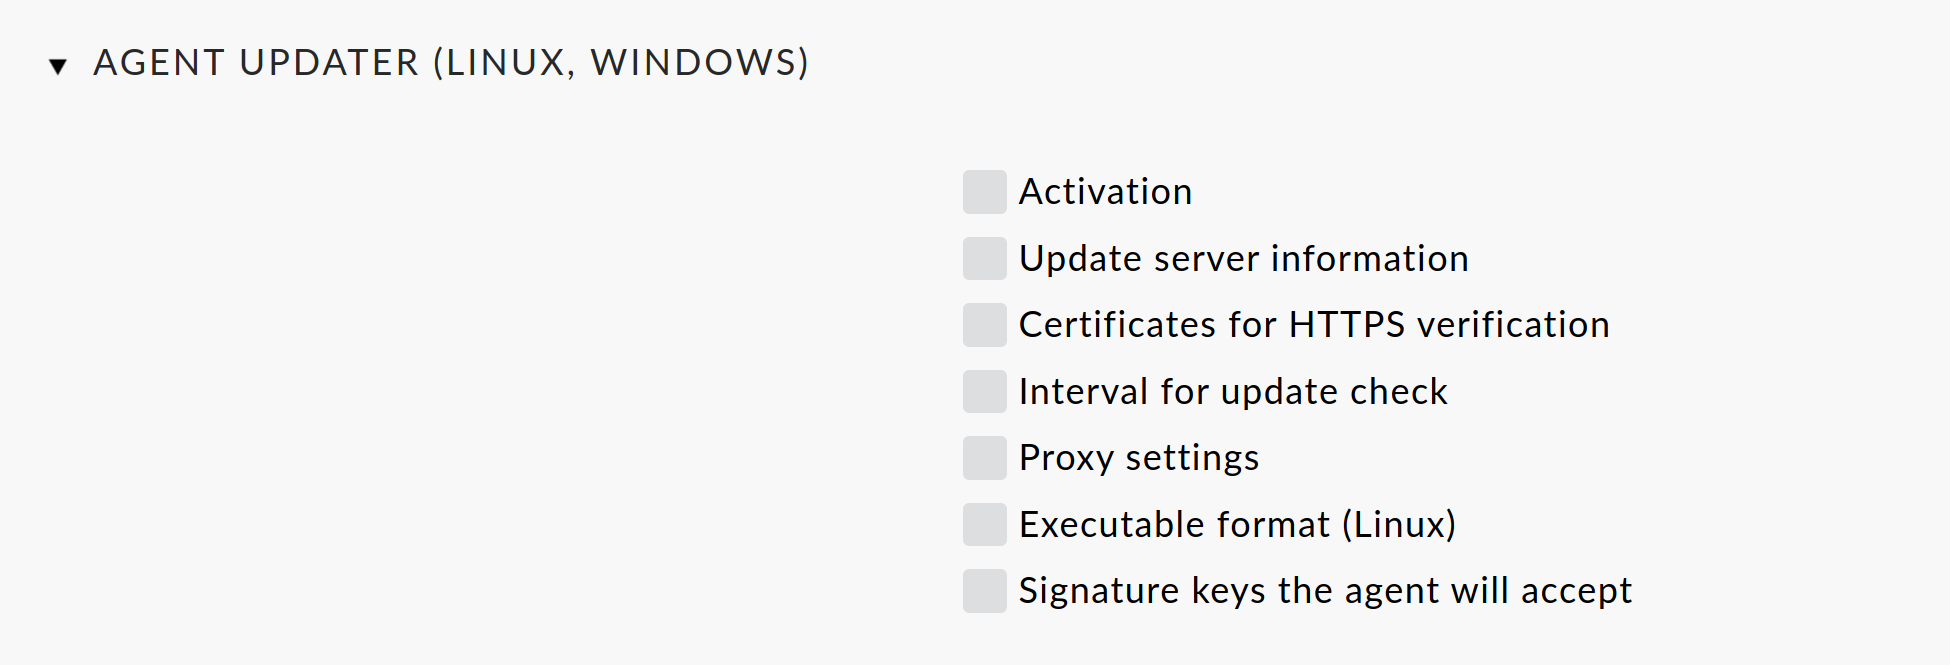 AGENT UPDATER (LINUX, WINDOWS)
Activation
Update server information
Certificates for HTTPS verification
Interval for update check
Proxy settings
Executable format (Linux)
Signature keys the agent will accept